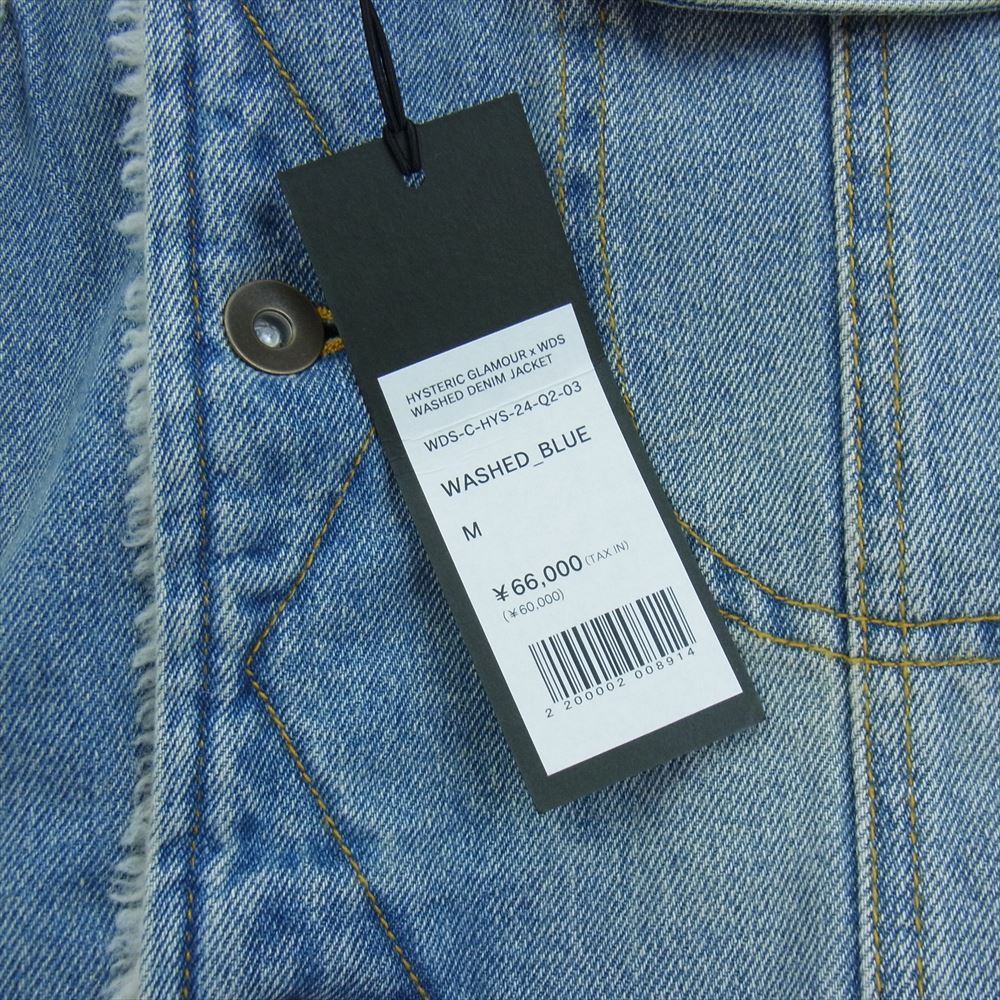 HYSTERIC GLAMOUR x WDS
WASHED DENIM JACKET
WDS-C-HYS-24-Q2-03
WASHED_BLUE
M
¥66,000 (TAX IN)
(¥60,000)
2 200002 008914